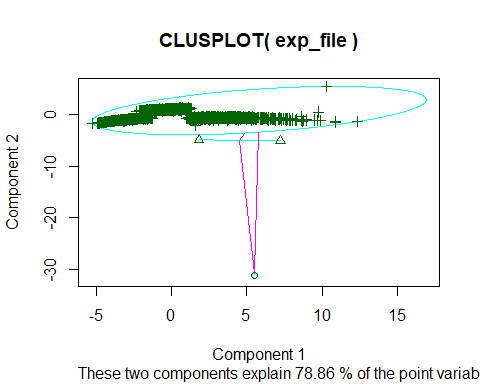 CLUSPLOT( exp_file )
Component 2
0
-5
-10
-20
-30
-5
0
5
10
15
Component 1
These two components explain 78.86 % of the point variab